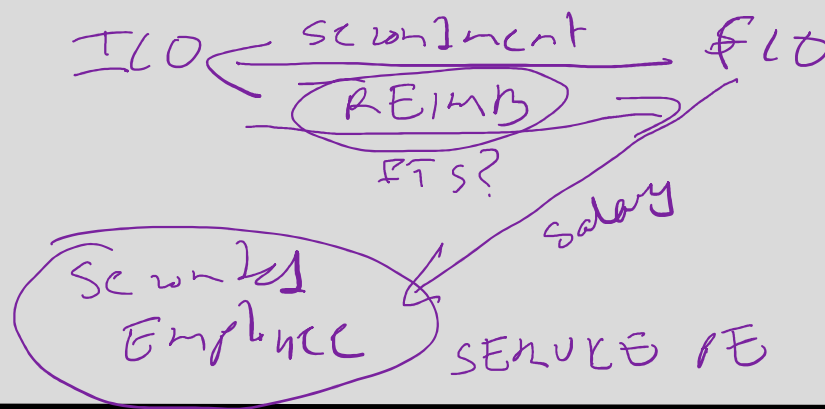 ICO secondment FCO
REIMB
FTS?
salary
seconded
Employee
SERVICE PE